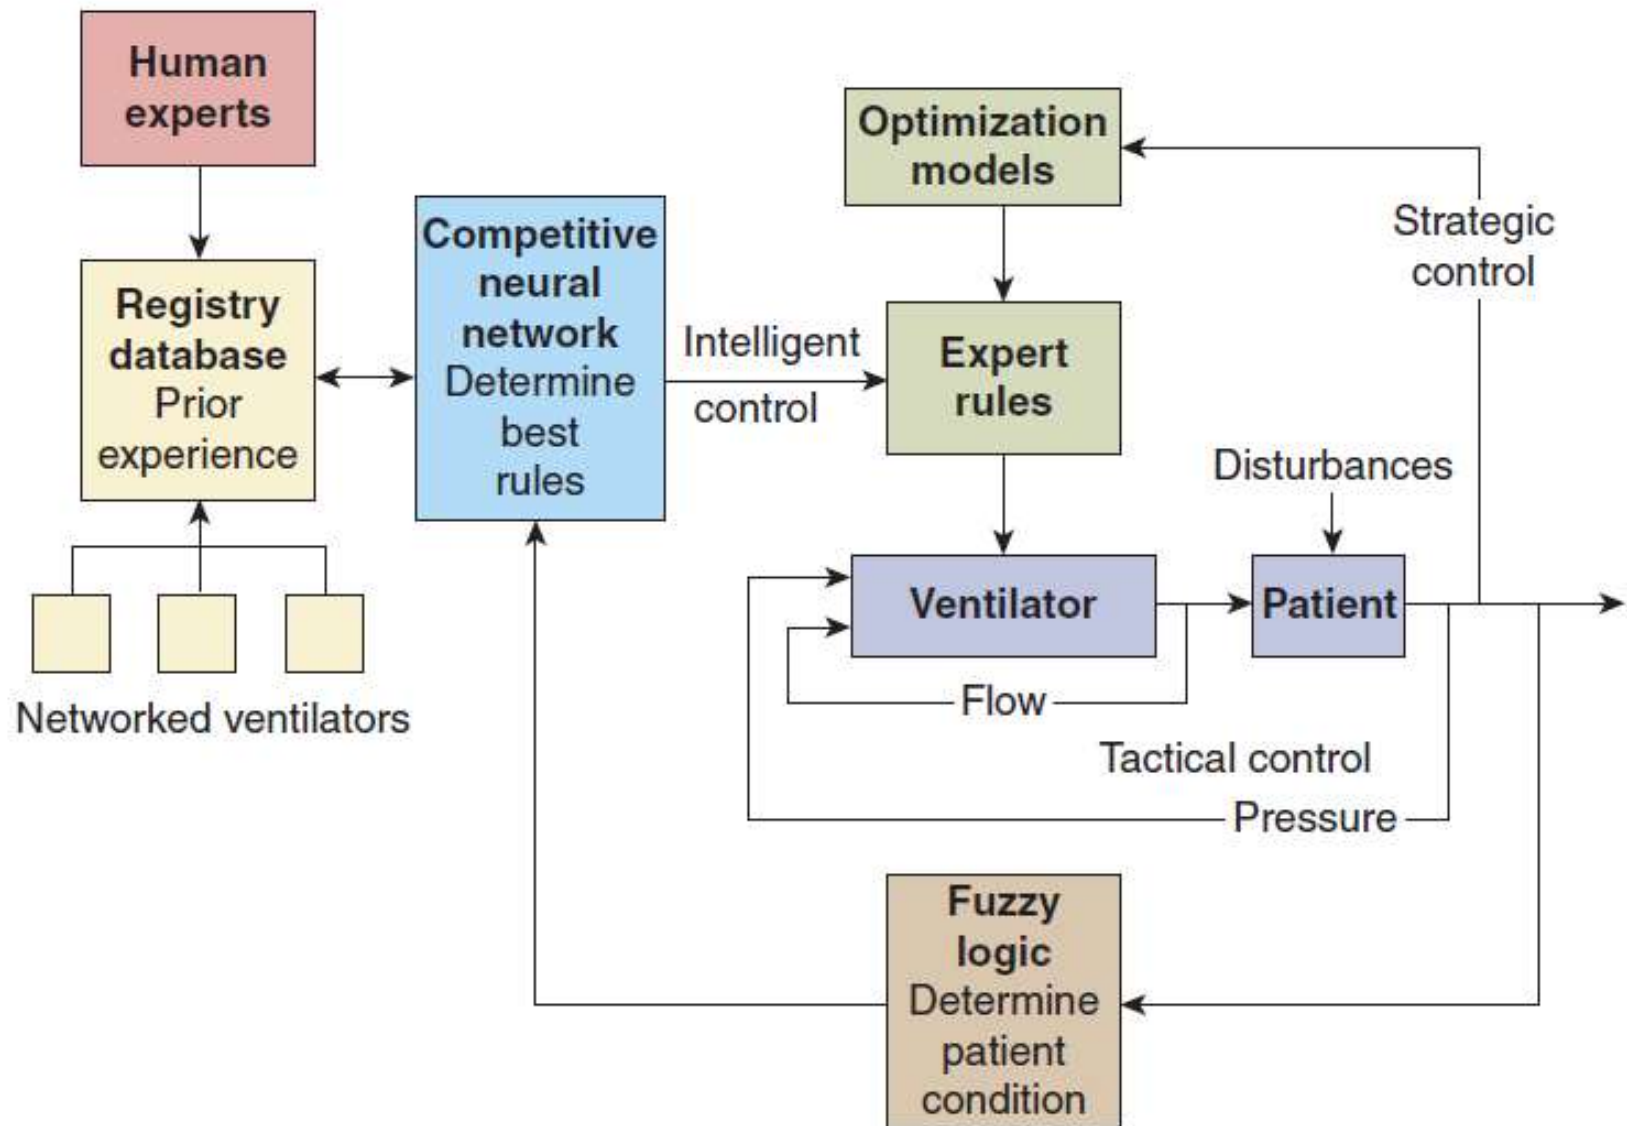 Human
experts
Registry
database
Prior
experience
Networked ventilators
Competitive
neural
network
Determine
best
rules
Intelligent
control
Optimization
models
Expert
rules
Strategic
control
Disturbances
Ventilator
Patient
Flow
Tactical control
Pressure
Fuzzy
logic
Determine
patient
condition